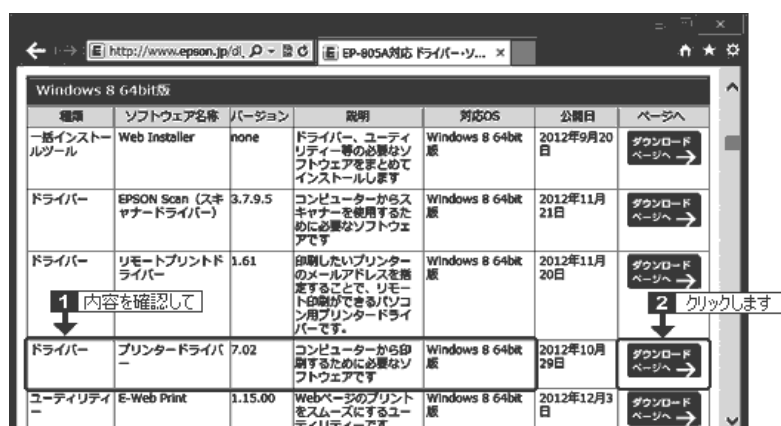 http://www.epson.jp/dl_
EP-805A対応 ドライバー・ソ... ×
Windows 8 64bit版
種類 ソフトウェア名称 バージョン 説明 対応OS 公開日 ページへ
一括インストー Web Installer none ドライバー、ユーティ Windows 8 64bit 2012年9月20 ダウンロード
ルツール リティー等の必要なソ 版 日 ページへ
フトウェアをまとめて
インストールします
ドライバー EPSON Scan（スキ 3.7.9.5 コンピューターからス Windows 8 64bit 2012年11月 ダウンロード
ャナードライバー） キャナーを使用するた 版 21日 ページへ
めに必要なソフトウェ
アです
ドライバー リモートプリントド 1.61 印刷したいプリンター Windows 8 64bit 2012年11月 ダウンロード
ライバー のメールアドレスを指 版 20日 ページへ
定することで、リモー
ト印刷ができるパソコ
ン用プリンタードライ
バーです。
1 内容を確認して
2 クリックします
ドライバー プリンタードライバ 7.02 コンピューターから印 Windows 8 64bit 2012年10月 ダウンロード
ー 刷するために必要なソ 版 29日 ページへ
フトウェアです
ユーティリティ E-Web Print 1.15.00 Webページのプリント Windows 8 64bit 2012年12月3 ダウンロード
ー をスムーズにするユー 版 日 ページへ
ティリティーです